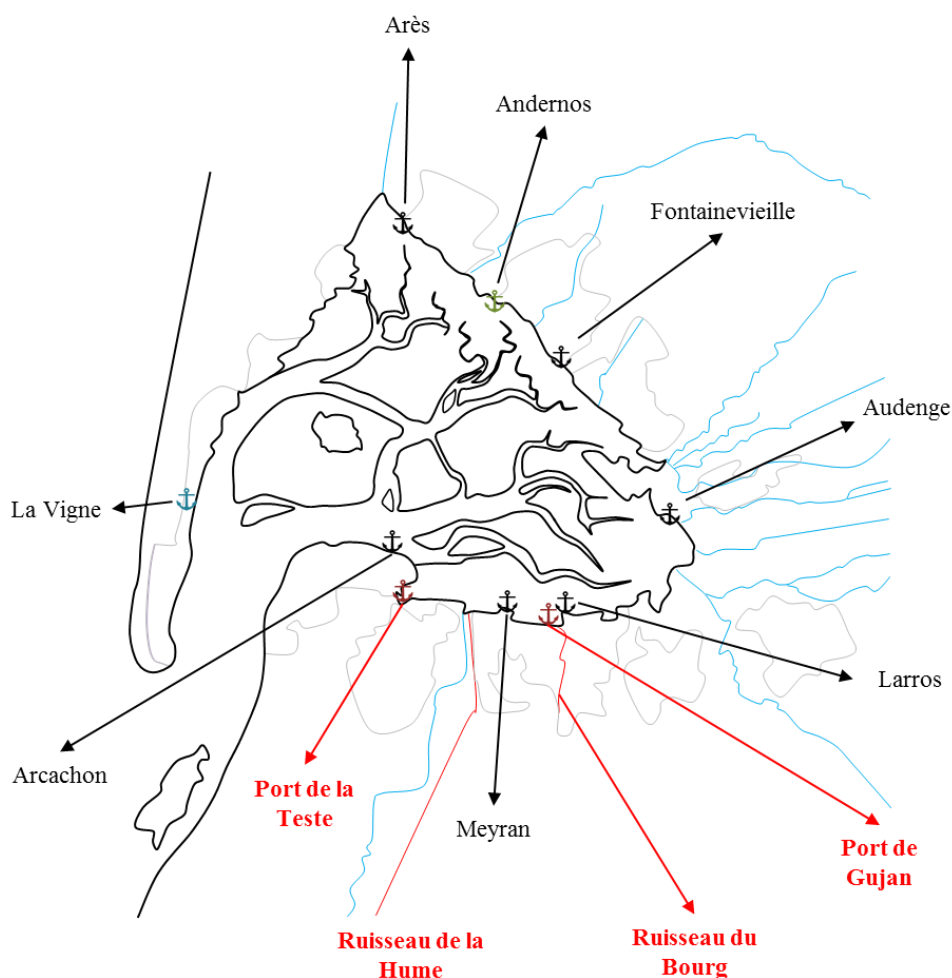 Arès
Andernos
Fontainevieille
Audenge
La Vigne
Larros
Arcachon
Port de la
Teste
Meyran
Port de
Gujan
Ruisseau de la
Hume
Ruisseau du
Bourg